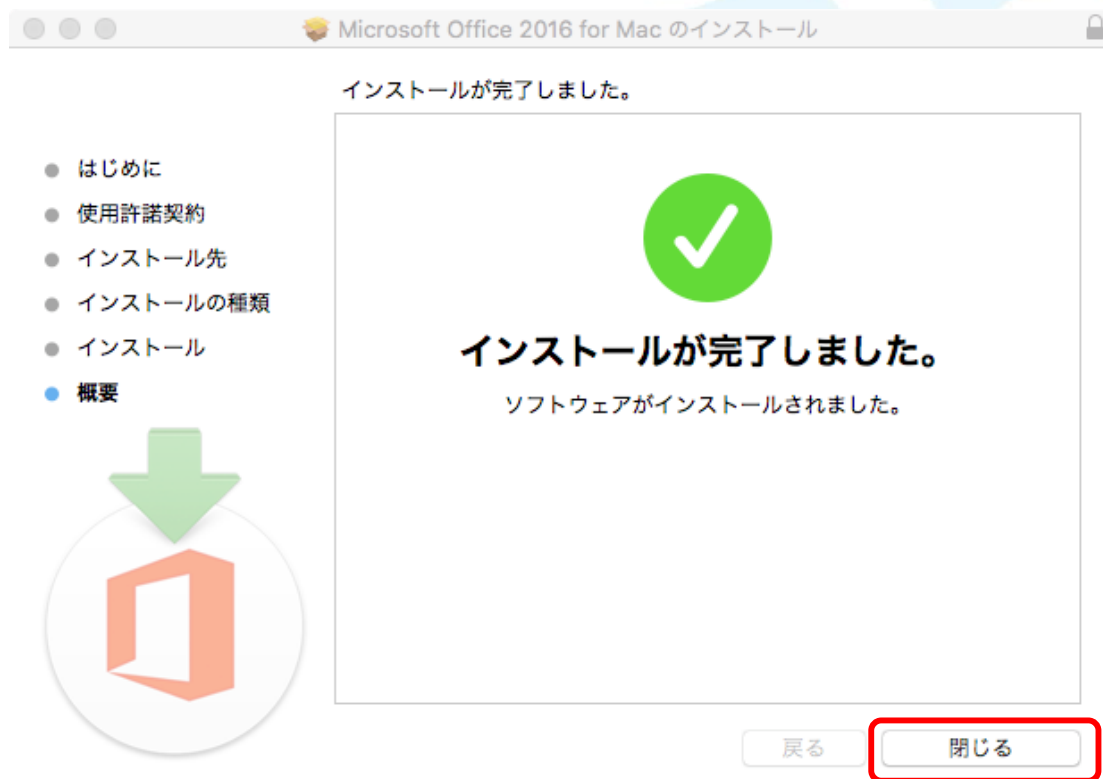 Microsoft Office 2016 for Mac のインストール
インストールが完了しました。
はじめに
使用許諾契約
インストール先
インストールの種類
インストール
概要
インストールが完了しました。
ソフトウェアがインストールされました。
戻る
閉じる